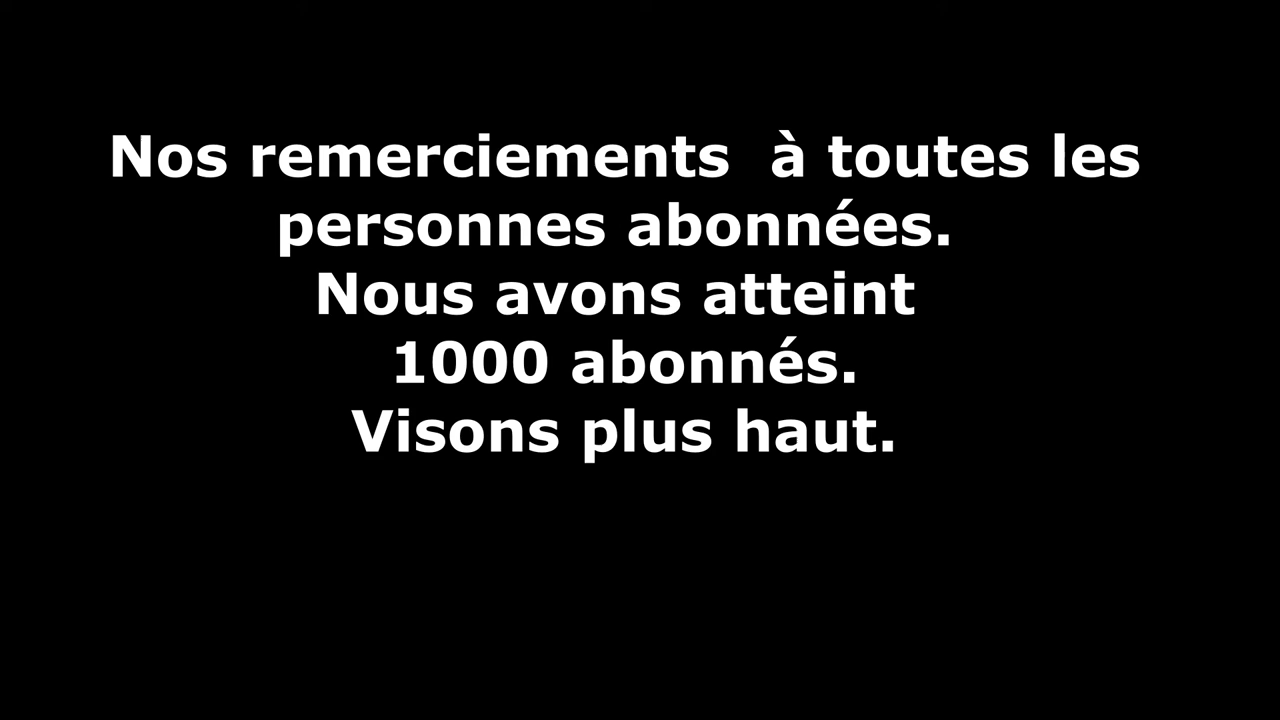 Nos remerciements  à toutes les
personnes abonnées.
Nous avons atteint
1000 abonnés.
Visons plus haut.